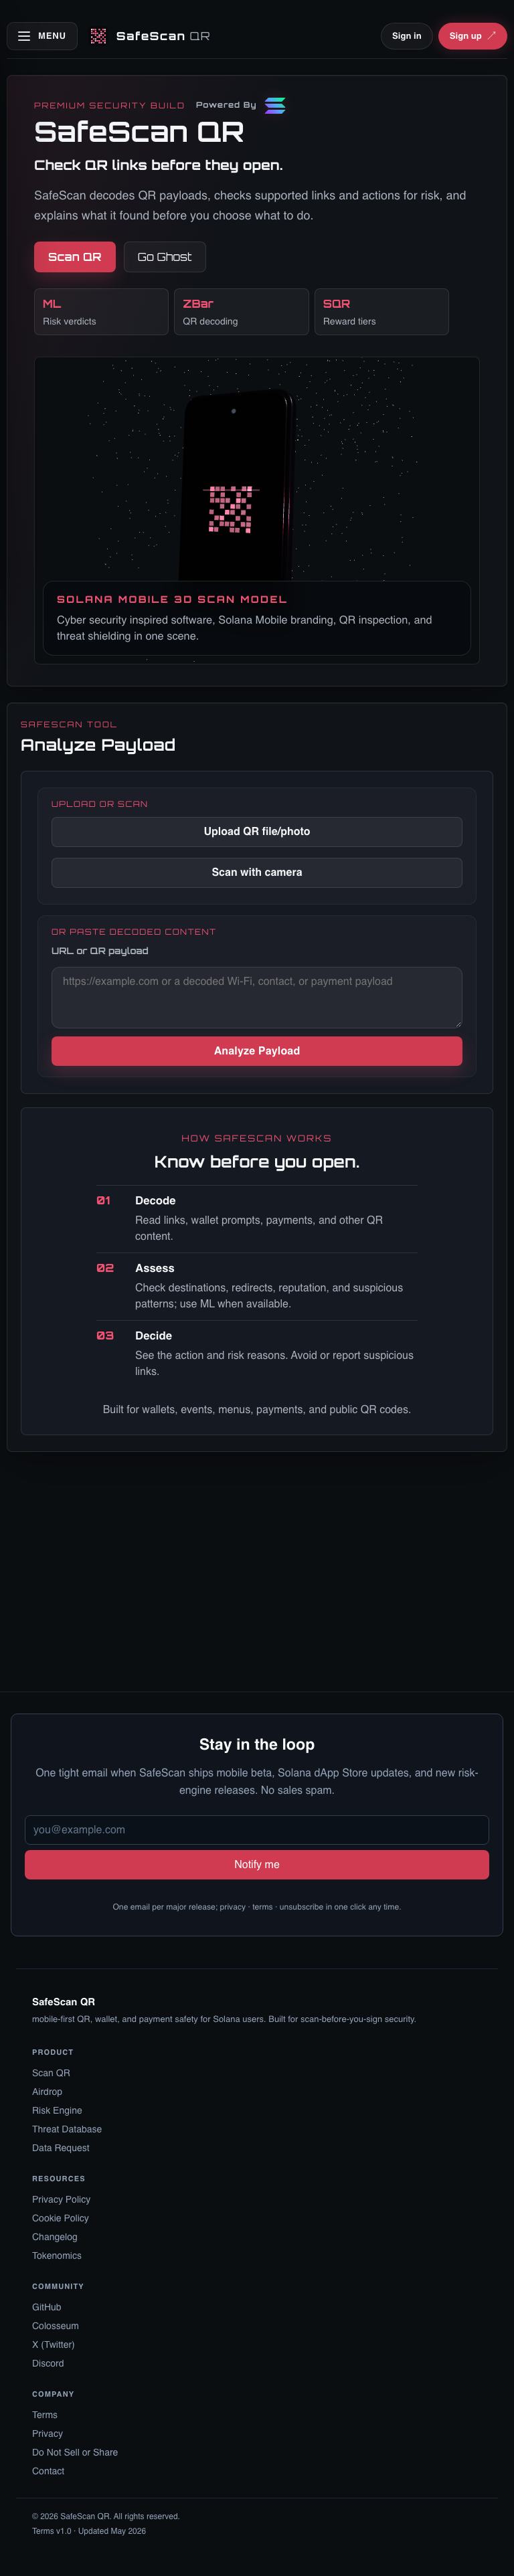 MENU
SafeScan QR
Sign in
Sign up
PREMIUM SECURITY BUILD Powered By
SafeScan QR
Check QR links before they open.
SafeScan decodes QR payloads, checks supported links and actions for risk, and
explains what it found before you choose what to do.
Scan QR
Go Ghost
ML
Risk verdicts
ZBar
QR decoding
SQR
Reward tiers
SOLANA MOBILE 3D SCAN MODEL
Cyber security inspired software, Solana Mobile branding, QR inspection, and
threat shielding in one scene.
SAFESCAN TOOL
Analyze Payload
UPLOAD OR SCAN
Upload QR file/photo
Scan with camera
OR PASTE DECODED CONTENT
URL or QR payload
https://example.com or a decoded Wi-Fi, contact, or payment payload
Analyze Payload
HOW SAFESCAN WORKS
Know before you open.
01 Decode
Read links, wallet prompts, payments, and other QR
content.
02 Assess
Check destinations, redirects, reputation, and suspicious
patterns; use ML when available.
03 Decide
See the action and risk reasons. Avoid or report suspicious
links.
Built for wallets, events, menus, payments, and public QR codes.
Stay in the loop
One tight email when SafeScan ships mobile beta, Solana dApp Store updates, and new risk-
engine releases. No sales spam.
you@example.com
Notify me
One email per major release; privacy · terms · unsubscribe in one click any time.
SafeScan QR
mobile-first QR, wallet, and payment safety for Solana users. Built for scan-before-you-sign security.
PRODUCT
Scan QR
Airdrop
Risk Engine
Threat Database
Data Request
RESOURCES
Privacy Policy
Cookie Policy
Changelog
Tokenomics
COMMUNITY
GitHub
Colosseum
X (Twitter)
Discord
COMPANY
Terms
Privacy
Do Not Sell or Share
Contact
© 2026 SafeScan QR. All rights reserved.
Terms v1.0 · Updated May 2026